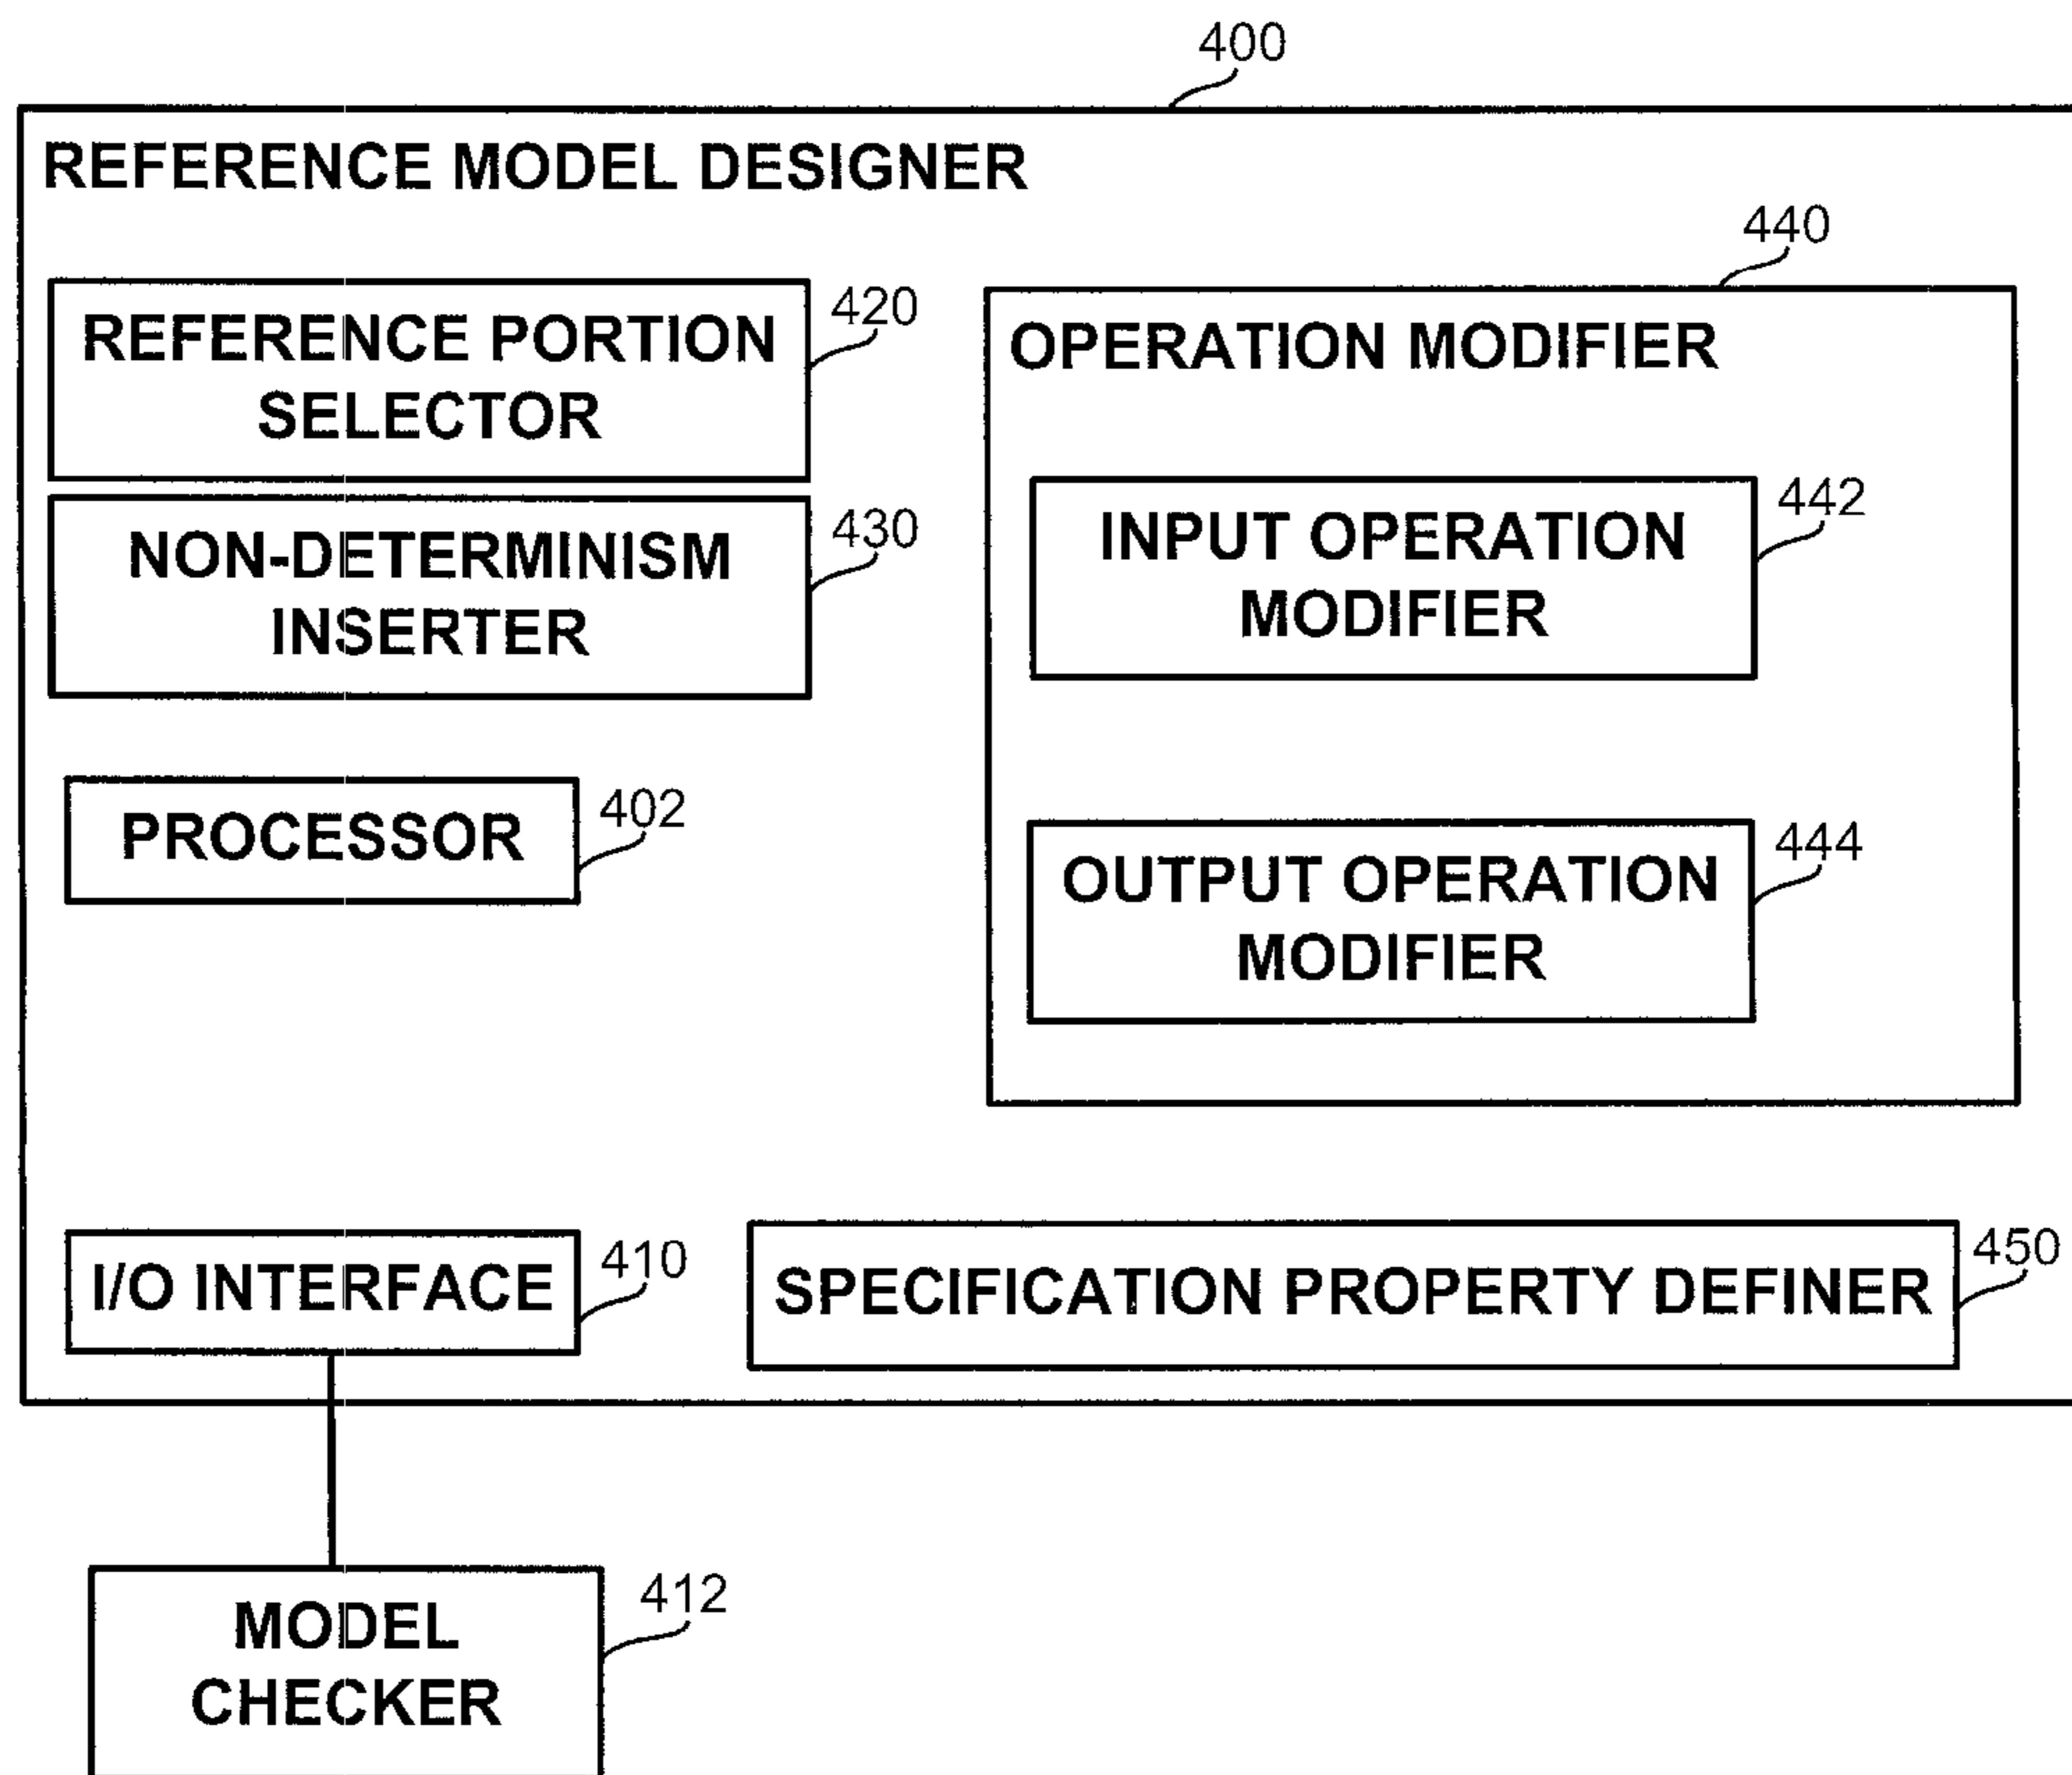 400
REFERENCE MODEL DESIGNER
440
REFERENCE PORTION
SELECTOR
420
OPERATION MODIFIER
NON-DETERMINISM
INSERTER
430
INPUT OPERATION
MODIFIER
442
PROCESSOR
402
OUTPUT OPERATION
MODIFIER
444
I/O INTERFACE
410
SPECIFICATION PROPERTY DEFINER
450
MODEL
CHECKER
412